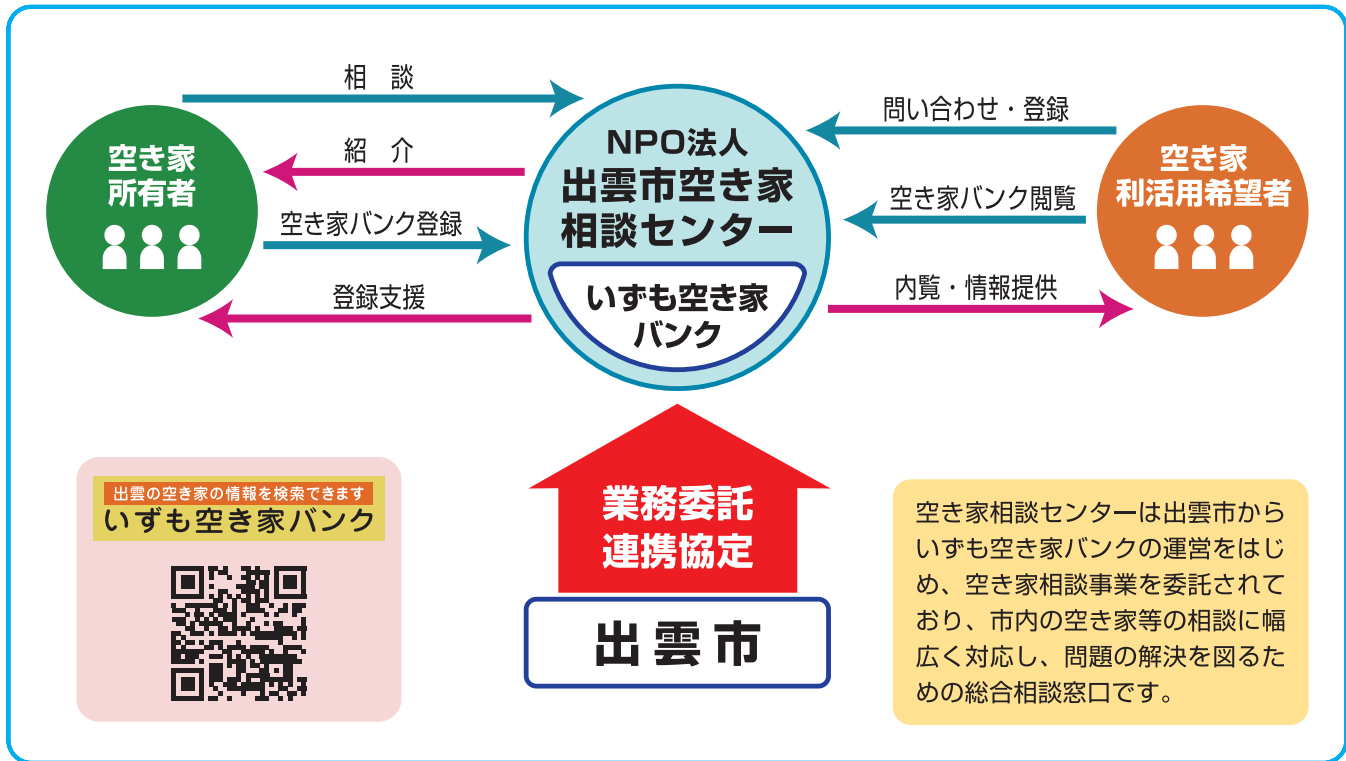 相　談
紹　介
空き家バンク登録
登録支援
空き家
所有者
NPO法人
出雲市空き家
相談センター
いずも空き家
バンク
問い合わせ・登録
空き家バンク閲覧
内覧・情報提供
空き家
利活用希望者
業務委託
連携協定
出雲市
出雲の空き家の情報を検索できます
いずも空き家バンク
空き家相談センターは出雲市から
いずも空き家バンクの運営をはじ
め、空き家相談事業を委託されて
おり、市内の空き家等の相談に幅
広く対応し、問題の解決を図るた
めの総合相談窓口です。